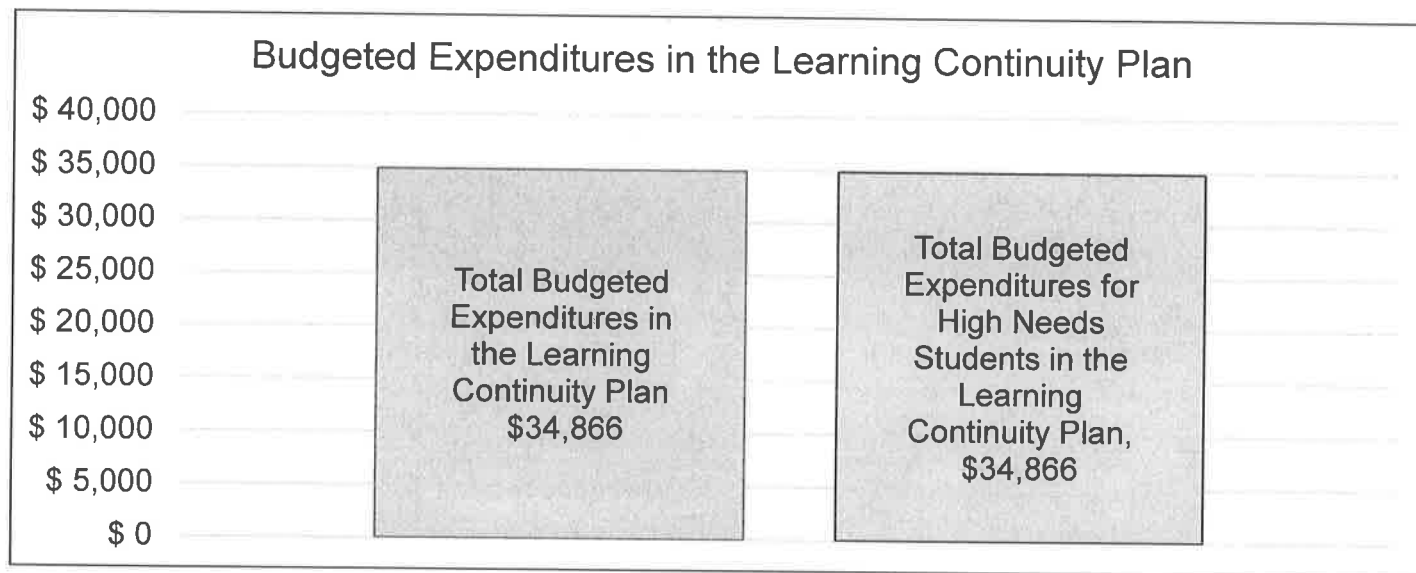 Budgeted Expenditures in the Learning Continuity Plan
$ 40,000
$ 35,000
$ 30,000
$ 25,000
$ 20,000
$ 15,000
$ 10,000
$ 5,000
$ 0
Total Budgeted
Expenditures in
the Learning
Continuity Plan
$34,866
Total Budgeted
Expenditures for
High Needs
Students in the
Learning
Continuity Plan,
$34,866